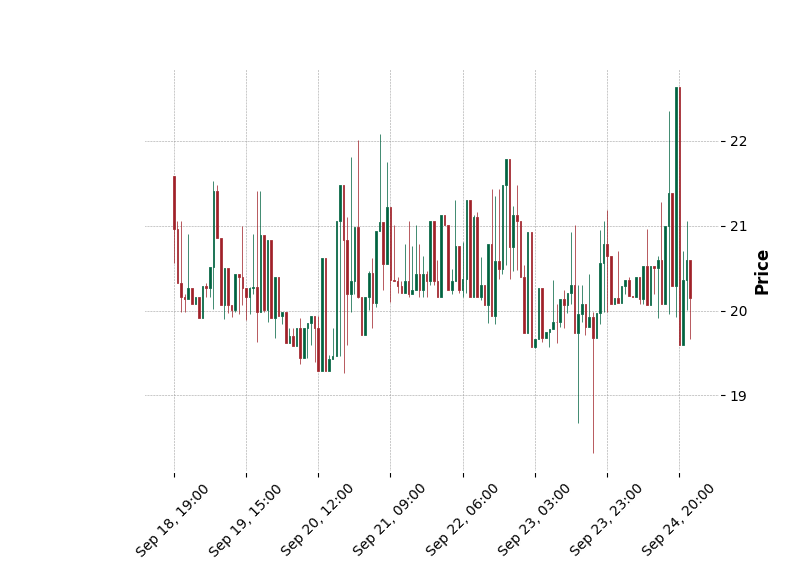 22
21
20
19
Price
Sep 18, 19:00
Sep 19, 15:00
Sep 20, 12:00
Sep 21, 09:00
Sep 22, 06:00
Sep 23, 03:00
Sep 23, 23:00
Sep 24, 20:00